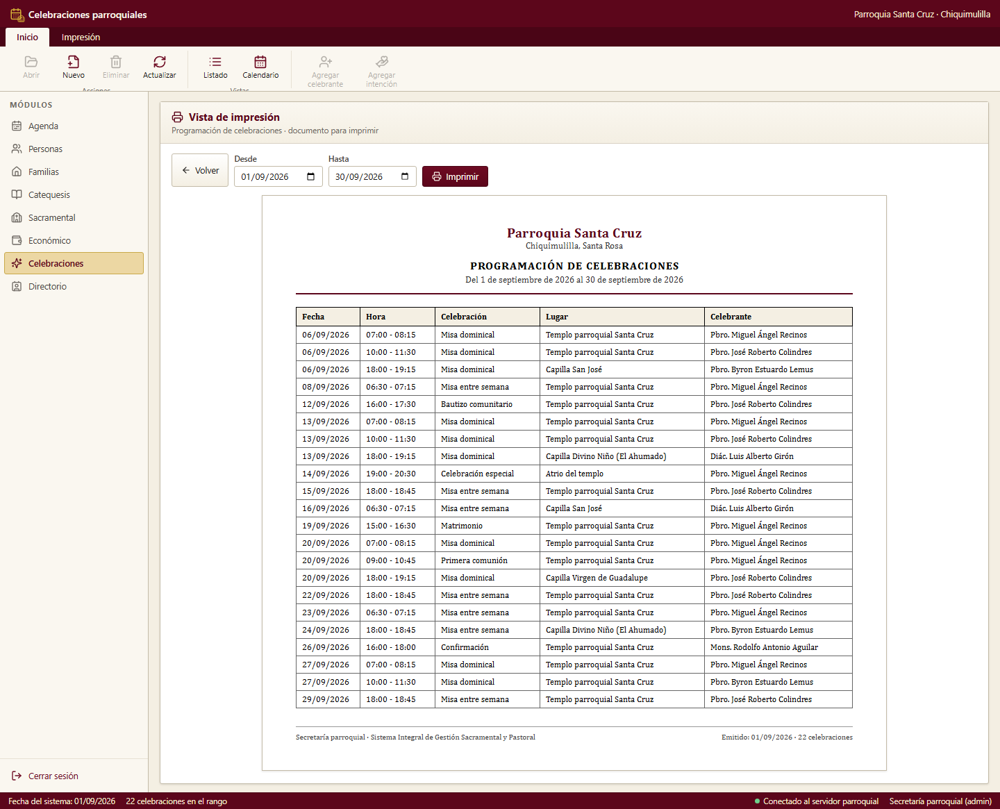 Celebraciones parroquiales
Parroquia Santa Cruz · Chiquimulilla
Inicio Impresión
Abrir Nuevo Eliminar Actualizar Listado Calendario Agregar celebrante Agregar intención
Acciones Vistas
MÓDULOS
Agenda
Personas
Familias
Catequesis
Sacramental
Económico
Celebraciones
Directorio
Cerrar sesión
Vista de impresión
Programación de celebraciones · documento para imprimir
Volver
Desde
01/09/2026
Hasta
30/09/2026
Imprimir
Parroquia Santa Cruz
Chiquimulilla, Santa Rosa
PROGRAMACIÓN DE CELEBRACIONES
Del 1 de septiembre de 2026 al 30 de septiembre de 2026
Fecha Hora Celebración Lugar Celebrante
06/09/2026 07:00 - 08:15 Misa dominical Templo parroquial Santa Cruz Pbro. Miguel Ángel Recinos
06/09/2026 10:00 - 11:30 Misa dominical Templo parroquial Santa Cruz Pbro. José Roberto Colindres
06/09/2026 18:00 - 19:15 Misa dominical Capilla San José Pbro. Byron Estuardo Lemus
08/09/2026 06:30 - 07:15 Misa entre semana Templo parroquial Santa Cruz Pbro. Miguel Ángel Recinos
12/09/2026 16:00 - 17:30 Bautizo comunitario Templo parroquial Santa Cruz Pbro. José Roberto Colindres
13/09/2026 07:00 - 08:15 Misa dominical Templo parroquial Santa Cruz Pbro. Miguel Ángel Recinos
13/09/2026 10:00 - 11:30 Misa dominical Templo parroquial Santa Cruz Pbro. José Roberto Colindres
13/09/2026 18:00 - 19:15 Misa dominical Capilla Divino Niño (El Ahumado) Diác. Luis Alberto Girón
14/09/2026 19:00 - 20:30 Celebración especial Atrio del templo Pbro. Miguel Ángel Recinos
15/09/2026 18:00 - 18:45 Misa entre semana Templo parroquial Santa Cruz Pbro. José Roberto Colindres
16/09/2026 06:30 - 07:15 Misa entre semana Capilla San José Diác. Luis Alberto Girón
19/09/2026 15:00 - 16:30 Matrimonio Templo parroquial Santa Cruz Pbro. Miguel Ángel Recinos
20/09/2026 07:00 - 08:15 Misa dominical Templo parroquial Santa Cruz Pbro. Miguel Ángel Recinos
20/09/2026 09:00 - 10:45 Primera comunión Templo parroquial Santa Cruz Pbro. Miguel Ángel Recinos
20/09/2026 18:00 - 19:15 Misa dominical Capilla Virgen de Guadalupe Pbro. José Roberto Colindres
22/09/2026 18:00 - 18:45 Misa entre semana Templo parroquial Santa Cruz Pbro. José Roberto Colindres
23/09/2026 06:30 - 07:15 Misa entre semana Templo parroquial Santa Cruz Pbro. Miguel Ángel Recinos
24/09/2026 18:00 - 18:45 Misa entre semana Capilla Divino Niño (El Ahumado) Pbro. Byron Estuardo Lemus
26/09/2026 16:00 - 18:00 Confirmación Templo parroquial Santa Cruz Mons. Rodolfo Antonio Aguilar
27/09/2026 07:00 - 08:15 Misa dominical Templo parroquial Santa Cruz Pbro. Miguel Ángel Recinos
27/09/2026 10:00 - 11:30 Misa dominical Templo parroquial Santa Cruz Pbro. Byron Estuardo Lemus
29/09/2026 18:00 - 18:45 Misa entre semana Templo parroquial Santa Cruz Pbro. José Roberto Colindres
Secretaría parroquial · Sistema Integral de Gestión Sacramental y Pastoral
Emitido: 01/09/2026 · 22 celebraciones
Fecha del sistema: 01/09/2026 22 celebraciones en el rango
Conectado al servidor parroquial Secretaría parroquial (admin)